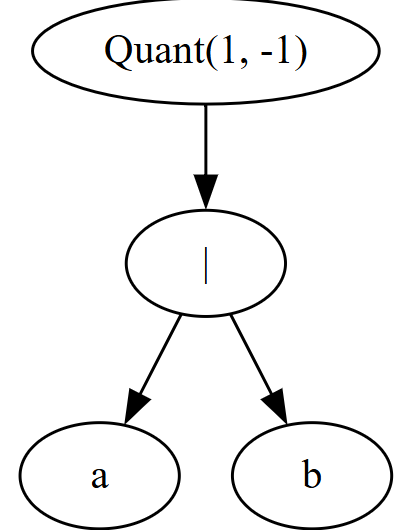 Quant(1, -1)
|
a
b